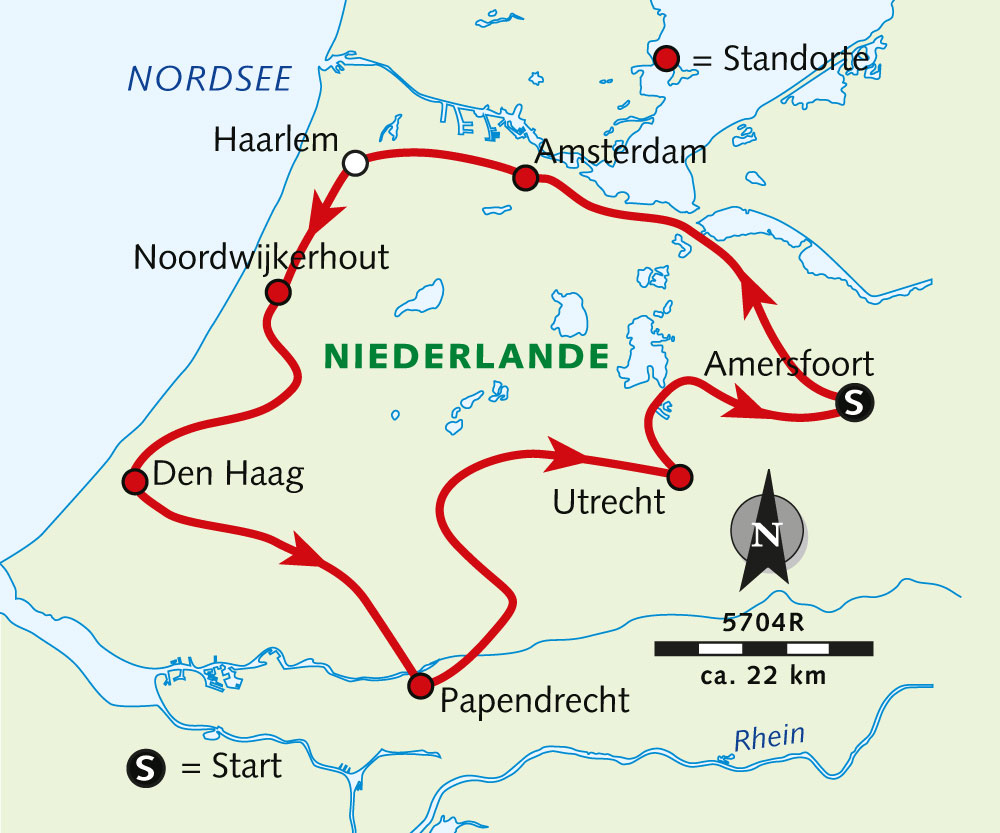 NORDSEE
= Standorte
Haarlem
Amsterdam
Noordwijkerhout
NIEDERLANDE
Amersfoort
S
Den Haag
Utrecht
N
5704R
ca. 22 km
Papendrecht
Rhein
S = Start